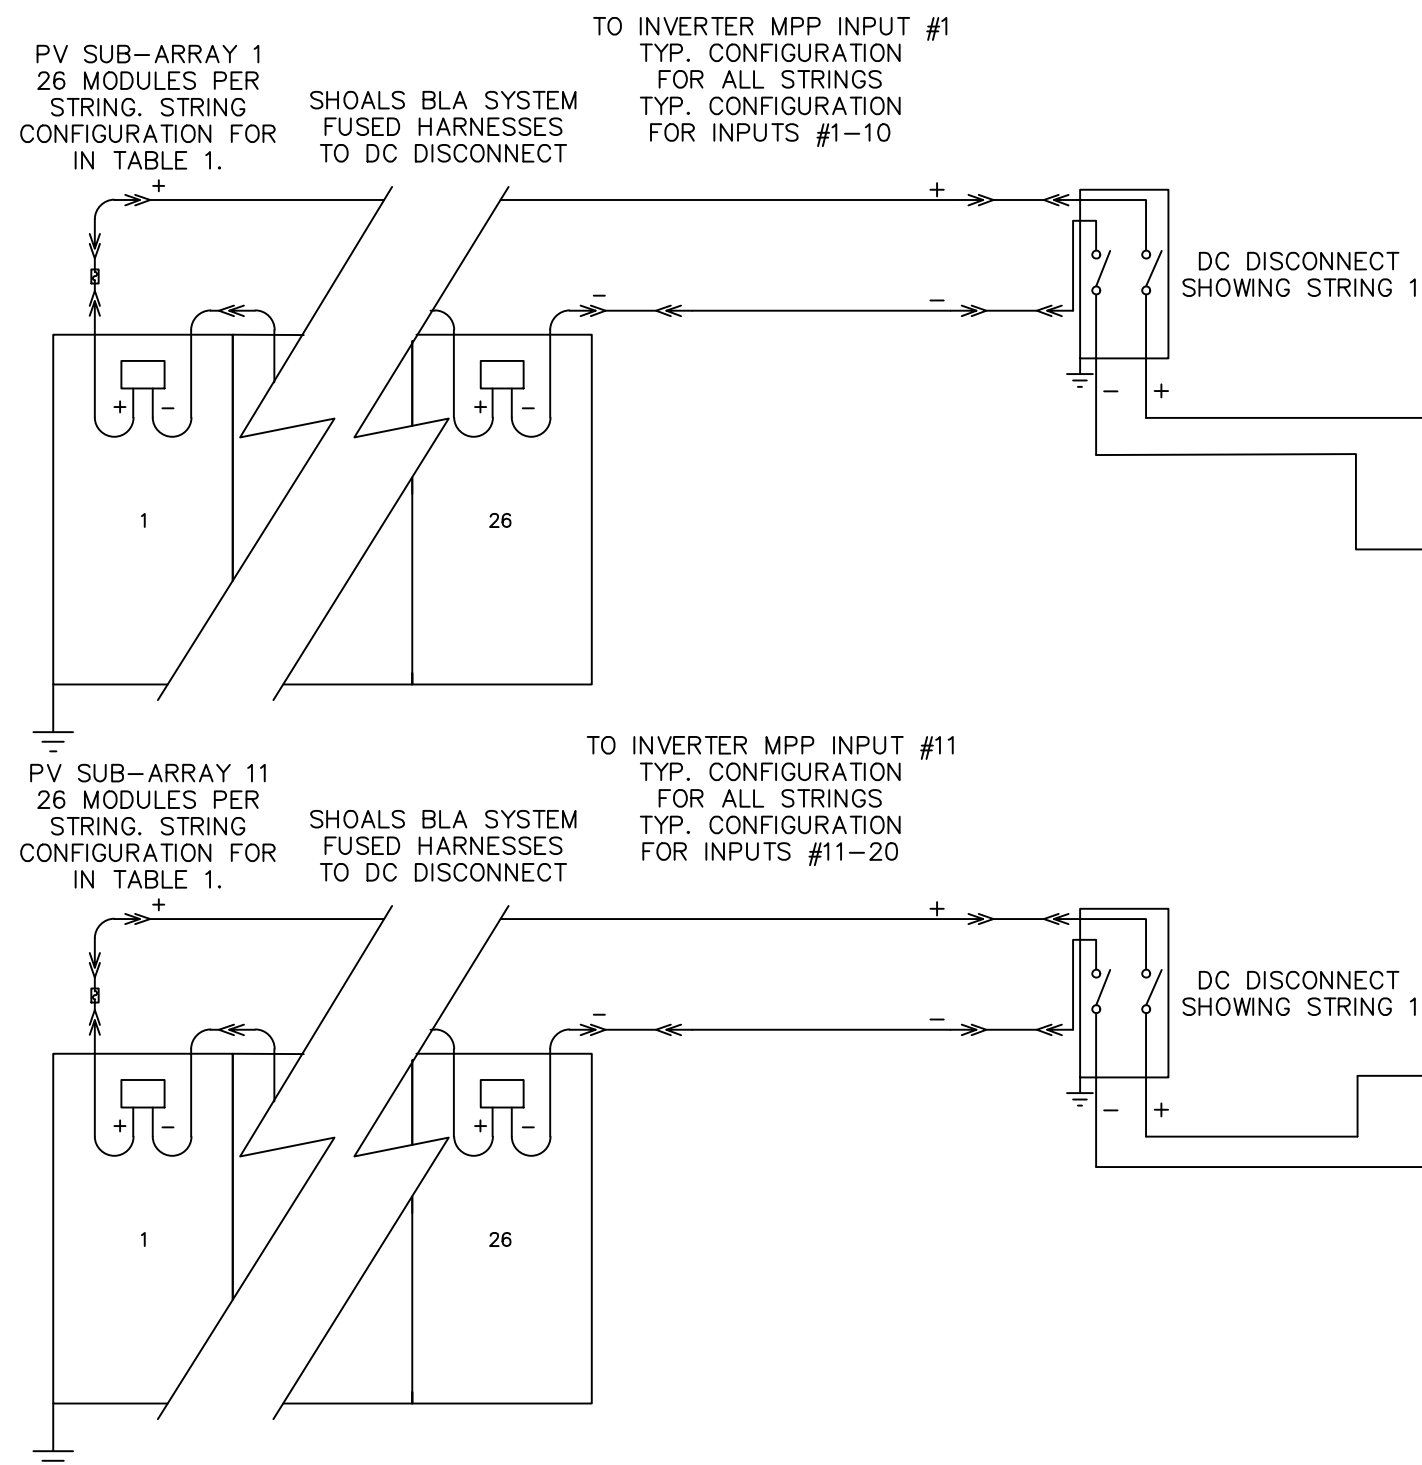 PV SUB-ARRAY 1
26 MODULES PER
STRING. STRING
CONFIGURATION FOR
IN TABLE 1.
SHOALS BLA SYSTEM
FUSED HARNESSES
TO DC DISCONNECT
TO INVERTER MPP INPUT #1
TYP. CONFIGURATION
FOR ALL STRINGS
TYP. CONFIGURATION
FOR INPUTS #1-10
+
+
-
-
DC DISCONNECT
SHOWING STRING 1
- +
+ -
+ -
1
26
PV SUB-ARRAY 11
26 MODULES PER
STRING. STRING
CONFIGURATION FOR
IN TABLE 1.
SHOALS BLA SYSTEM
FUSED HARNESSES
TO DC DISCONNECT
TO INVERTER MPP INPUT #11
TYP. CONFIGURATION
FOR ALL STRINGS
TYP. CONFIGURATION
FOR INPUTS #11-20
+
+
-
-
DC DISCONNECT
SHOWING STRING 1
- +
+ -
+ -
1
26